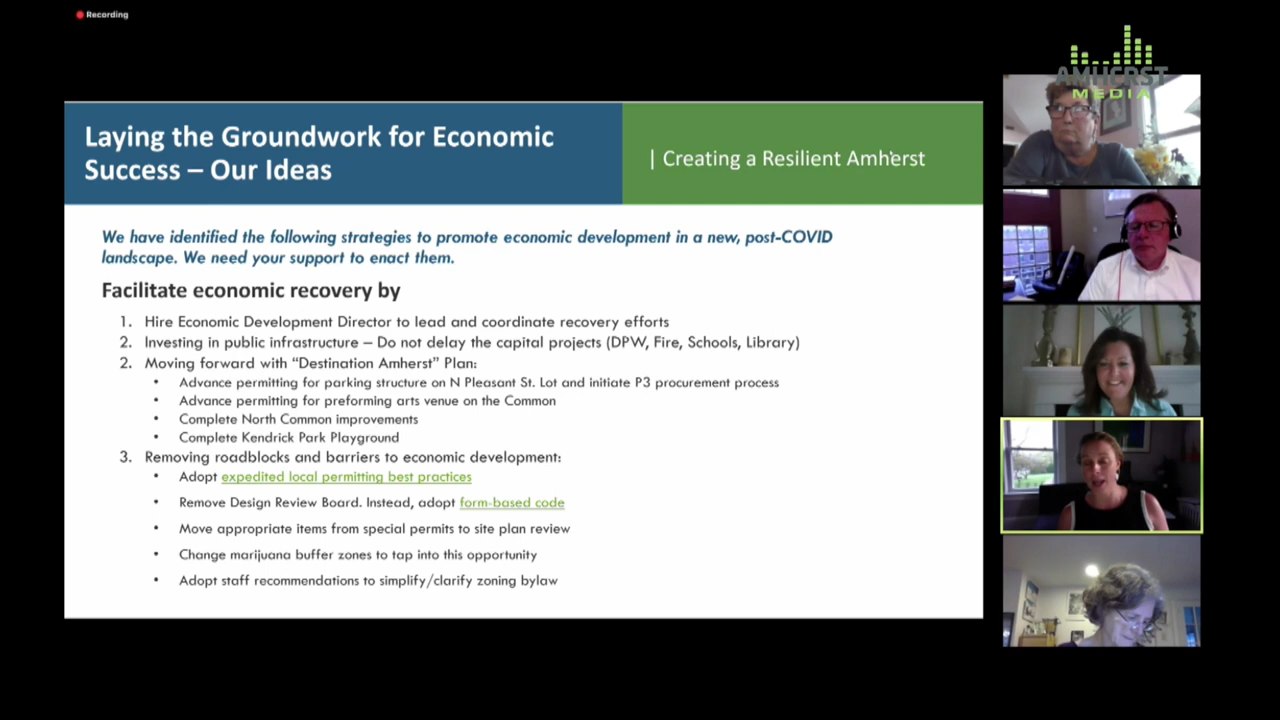 Recording
AMHERST
MEDIA
Laying the Groundwork for Economic
Success – Our Ideas
| Creating a Resilient Amherst
We have identified the following strategies to promote economic development in a new, post-COVID
landscape. We need your support to enact them.
Facilitate economic recovery by
1. Hire Economic Development Director to lead and coordinate recovery efforts
2. Investing in public infrastructure – Do not delay the capital projects (DPW, Fire, Schools, Library)
2. Moving forward with “Destination Amherst” Plan:
• Advance permitting for parking structure on N Pleasant St. Lot and initiate P3 procurement process
• Advance permitting for preforming arts venue on the Common
• Complete North Common improvements
• Complete Kendrick Park Playground
3. Removing roadblocks and barriers to economic development:
• Adopt expedited local permitting best practices
• Remove Design Review Board. Instead, adopt form-based code
• Move appropriate items from special permits to site plan review
• Change marijuana buffer zones to tap into this opportunity
• Adopt staff recommendations to simplify/clarify zoning bylaw